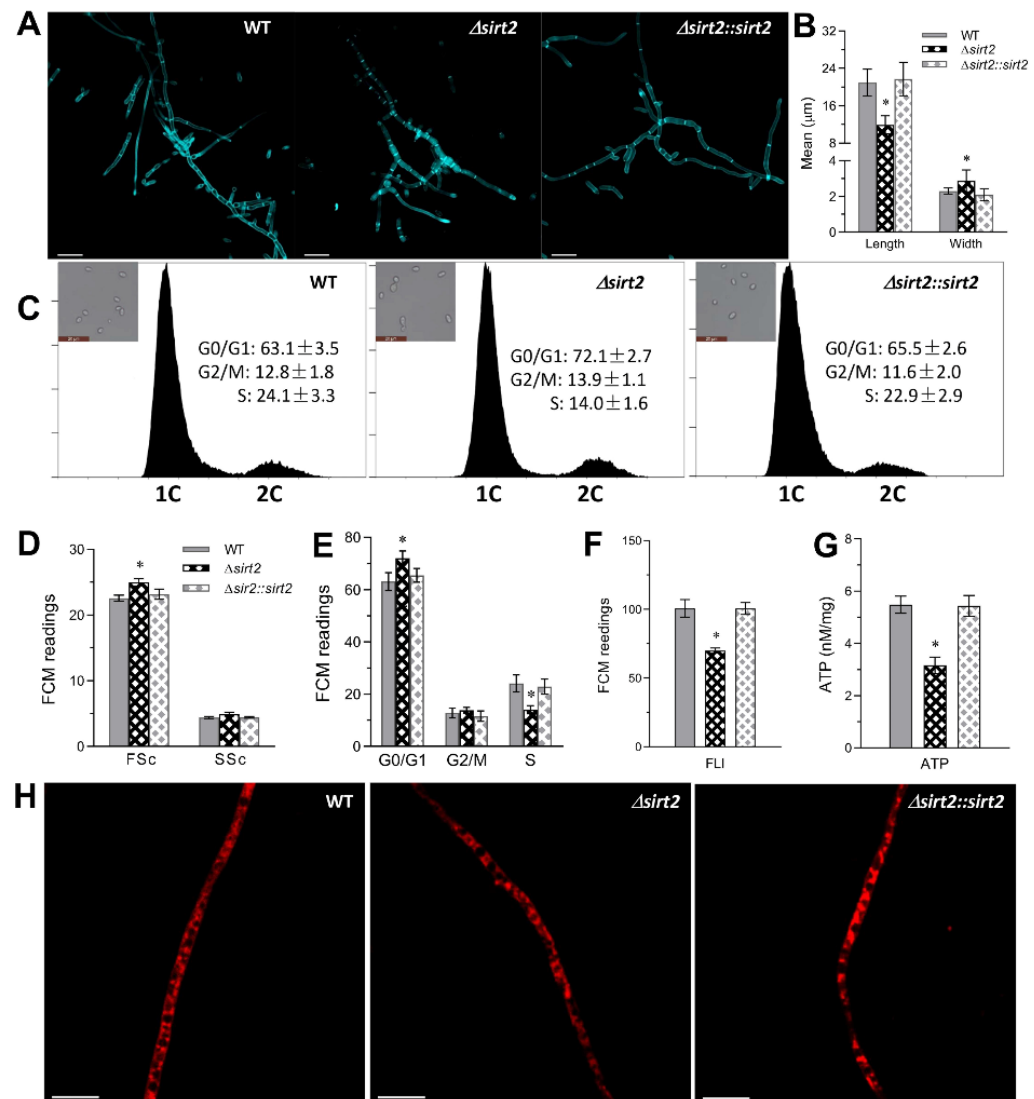 A
WT
Δsirt2
Δsirt2::sirt2
B
WT
Δsirt2
Δsirt2::sirt2
Mean (μm)
32
22
12
4
2
0
Length
Width
*
*
C
WT
G0/G1: 63.1±3.5
G2/M: 12.8±1.8
S: 24.1±3.3
1C
2C
Δsirt2
G0/G1: 72.1±2.7
G2/M: 13.9±1.1
S: 14.0±1.6
1C
2C
Δsirt2::sirt2
G0/G1: 65.5±2.6
G2/M: 11.6±2.0
S: 22.9±2.9
1C
2C
D
WT
Δsirt2
Δsir2::sirt2
FCM readings
30
20
10
0
*
FSc
SSc
E
FCM readings
80
60
40
20
0
*
*
G0/G1
G2/M
S
F
FCM reedings
150
100
75
50
0
*
FLI
G
ATP (nM/mg)
8
6
4
2
0
*
ATP
H
WT
Δsirt2
Δsirt2::sirt2